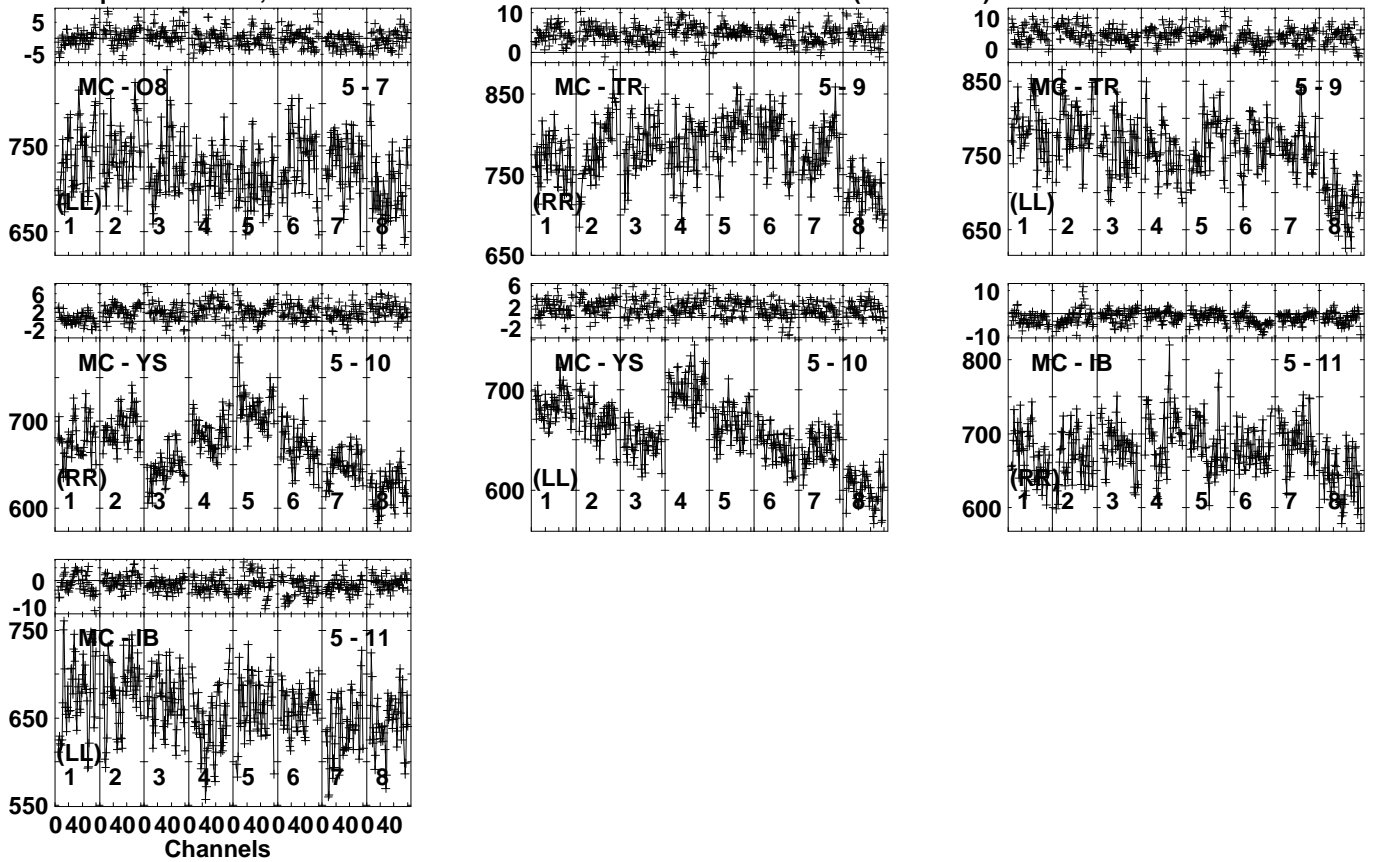 5
-5
MC - O8 5 - 7
750
650
(LL)
1 2 3 4 5 6 7 8
10
0
MC - TR 5 - 9
850
750
650
(RR)
1 2 3 4 5 6 7 8
10
0
MC - TR 5 - 9
850
750
650
(LL)
1 2 3 4 5 6 7 8
6
2
-2
MC - YS 5 - 10
700
600
(RR)
1 2 3 4 5 6 7 8
6
2
-2
MC - YS 5 - 10
700
600
(LL)
1 2 3 4 5 6 7 8
10
-10
MC - IB 5 - 11
800
700
600
(RR)
1 2 3 4 5 6 7 8
0
-10
MC - IB 5 - 11
750
650
550
(LL)
1 2 3 4 5 6 7 8
0 40 0 40 0 40 0 40 0 40 0 40 0 40 0 40
Channels